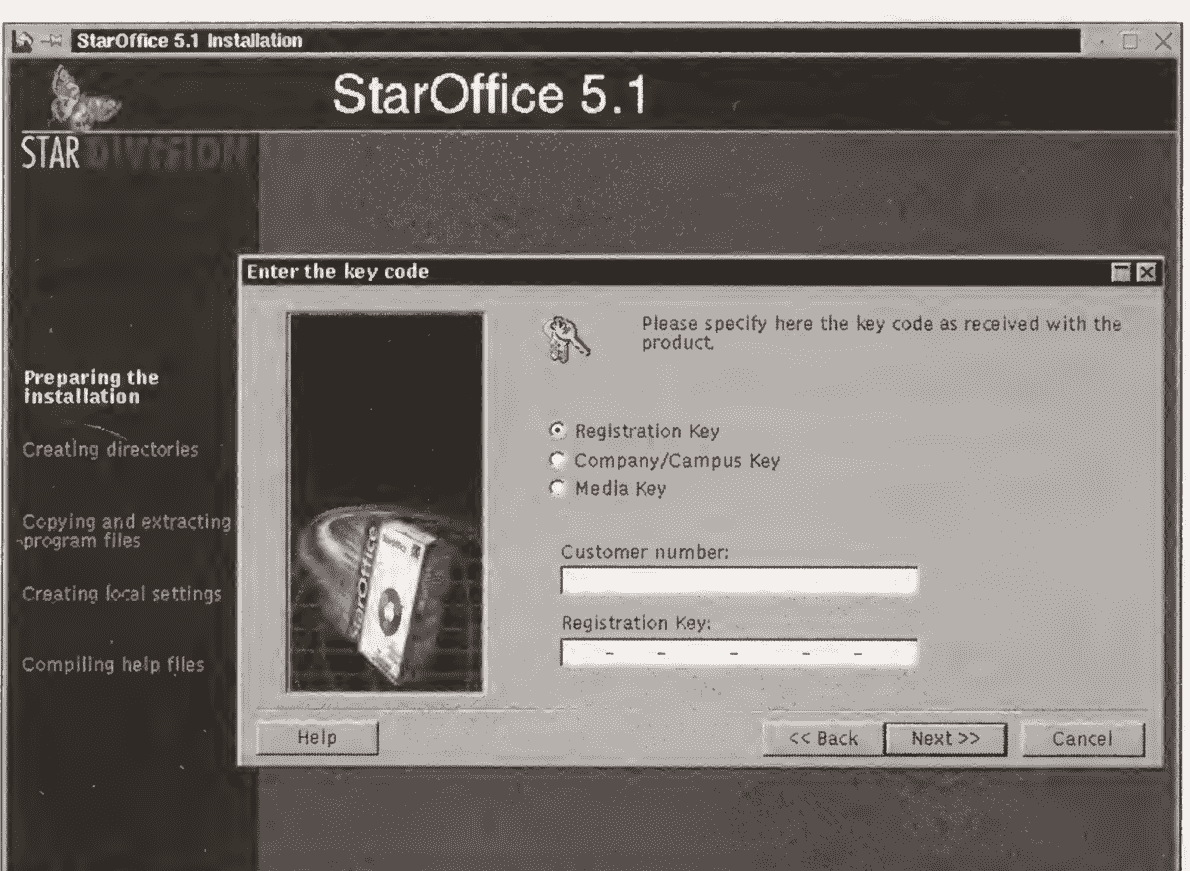 StarOffice 5.1 Installation
StarOffice 5.1
STAR DIVISION
Enter the key code
Please specify here the key code as received with the
product.
Preparing the
installation
Creating directories
Copying and extracting
program files
Creating local settings
Compiling help files
Registration Key
Company/Campus Key
Media Key
Customer number:
Registration Key:
- - - - -
StarOffice
Help
<< Back
Next >>
Cancel